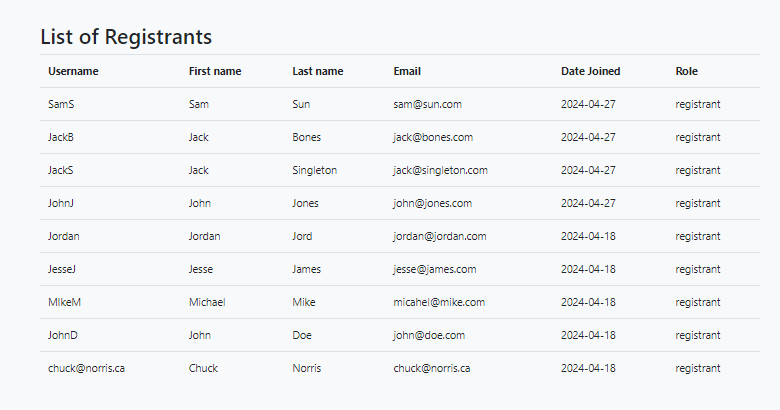 List of Registrants
Username First name Last name Email Date Joined Role
SamS Sam Sun sam@sun.com 2024-04-27 registrant
JackB Jack Bones jack@bones.com 2024-04-27 registrant
JackS Jack Singleton jack@singleton.com 2024-04-27 registrant
JohnJ John Jones john@jones.com 2024-04-27 registrant
Jordan Jordan Jord jordan@jordan.com 2024-04-18 registrant
JesseJ Jesse James jesse@james.com 2024-04-18 registrant
MIkeM Michael Mike micahel@mike.com 2024-04-18 registrant
JohnD John Doe john@doe.com 2024-04-18 registrant
chuck@norris.ca Chuck Norris chuck@norris.ca 2024-04-18 registrant